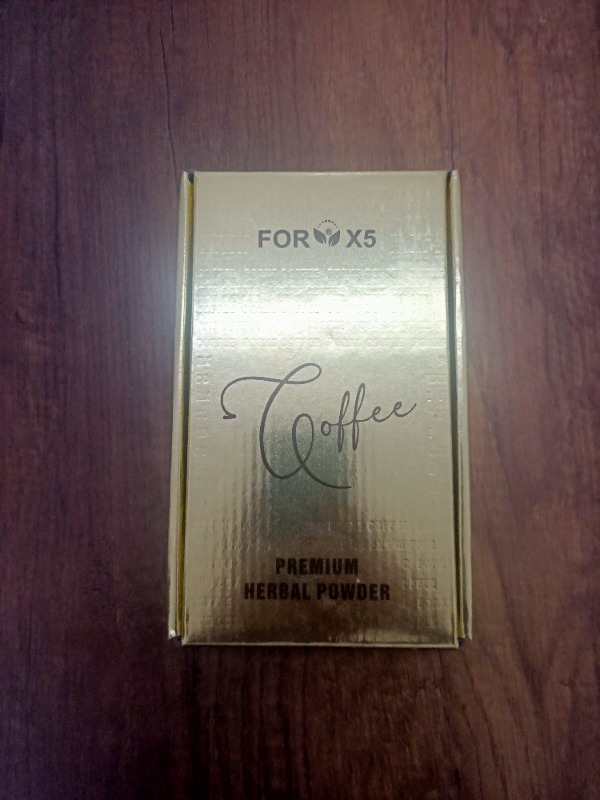 FOR X5
Coffee
PREMIUM
HERBAL POWDER